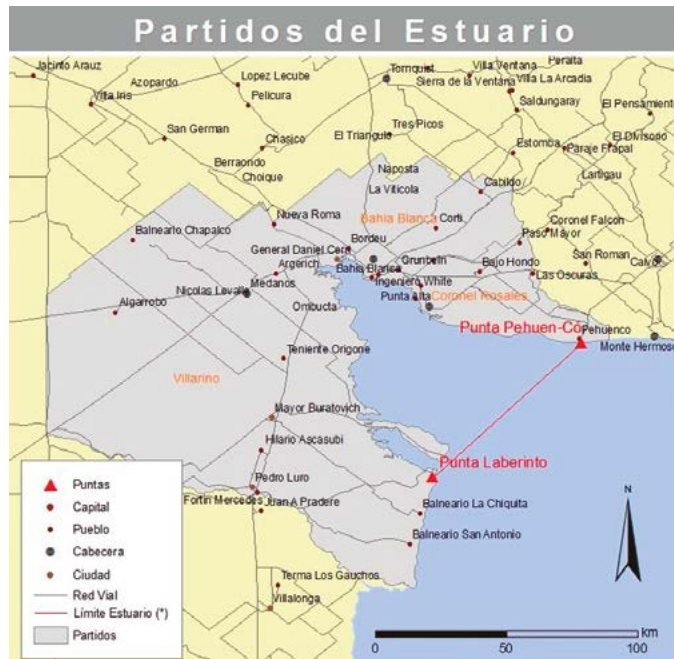 Partidos del Estuario
Jacinto Arauz
Azopardo
Villa Iris
Lopez Lecube
Pelicura
San German
Chasico
Berraondo
Choique
Tornquist
Villa Ventana
Peralta
Sierra de la Ventana
Villa La Arcadia
Saldungaray
El Pensamiento
El Triangulo
Tres Picos
Estomba
Paraje Frapal
El Divisorio
Lartigau
Naposta
La Viticola
Cabildo
Nueva Roma
Bahia Blanca
Corti
Coronel Falcon
Paso Mayor
Balneario Chapalco
General Daniel Cerri
Bordeu
Argerich
Bahia Blanca
Grunbein
Bajo Hondo
San Roman
Calvo
Las Oscuras
Ingeniero White
Nicolas Levalle
Medanos
Punta Alta
Coronel Rosales
Algarrobo
Ombucta
Punta Pehuen-Có
Pehuenco
Monte Hermoso
Teniente Origone
Villarino
Mayor Buratovich
Hilario Ascasubi
Punta Laberinto
Pedro Luro
Fortin Mercedes
Juan A Pradere
Balneario La Chiquita
Balneario San Antonio
Terma Los Gauchos
Villalonga
Puntas
Capital
Pueblo
Cabecera
Ciudad
Red Vial
Límite Estuario (*)
Partidos
N
km
0 50 100